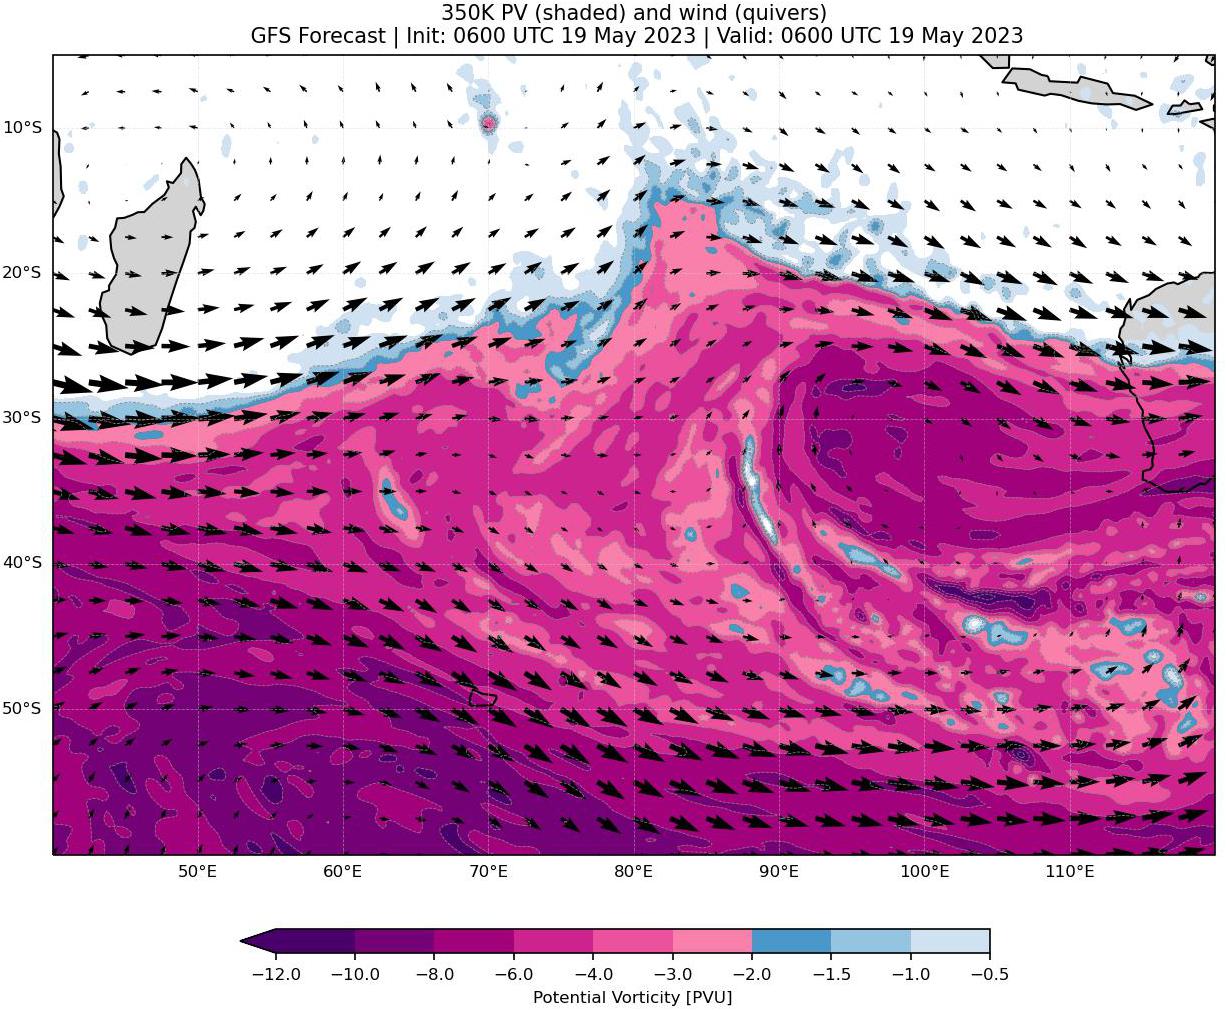 350K PV (shaded) and wind (quivers)
GFS Forecast | Init: 0600 UTC 19 May 2023 | Valid: 0600 UTC 19 May 2023
10°S
20°S
30°S
40°S
50°S
50°E 60°E 70°E 80°E 90°E 100°E 110°E
−12.0 −10.0 −8.0 −6.0 −4.0 −3.0 −2.0 −1.5 −1.0 −0.5
Potential Vorticity [PVU]